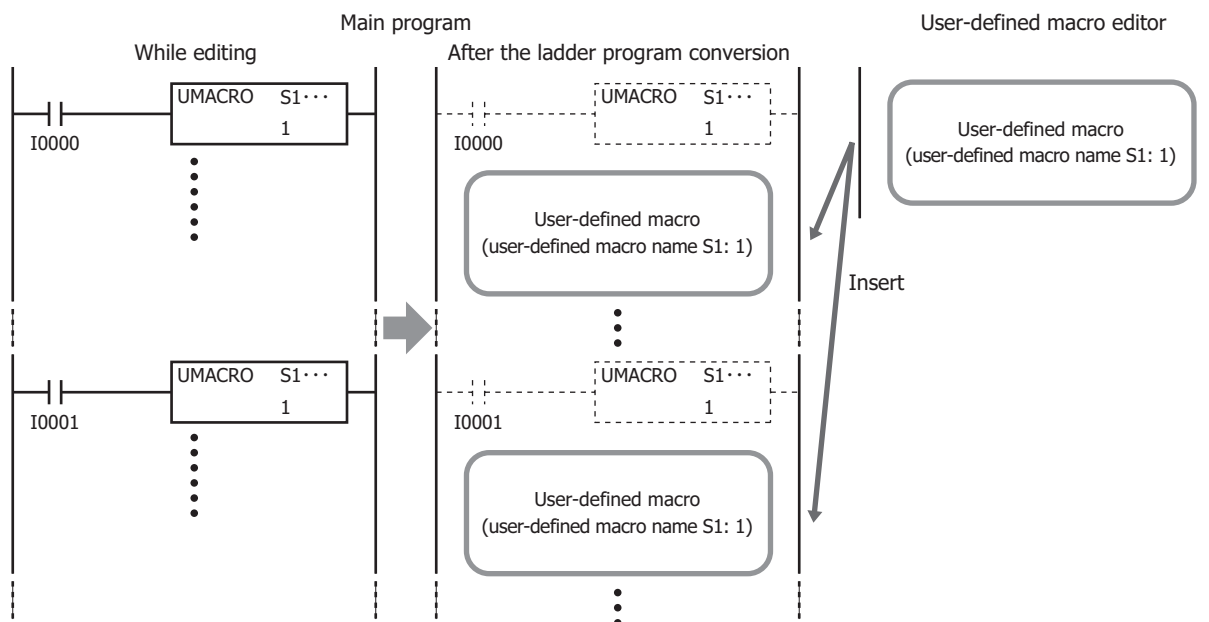 Main program
User-defined macro editor
While editing
After the ladder program conversion
UMACRO S1···
1
I0000
UMACRO S1···
1
I0000
User-defined macro
(user-defined macro name S1: 1)
User-defined macro
(user-defined macro name S1: 1)
Insert
UMACRO S1···
1
I0001
UMACRO S1···
1
I0001
User-defined macro
(user-defined macro name S1: 1)